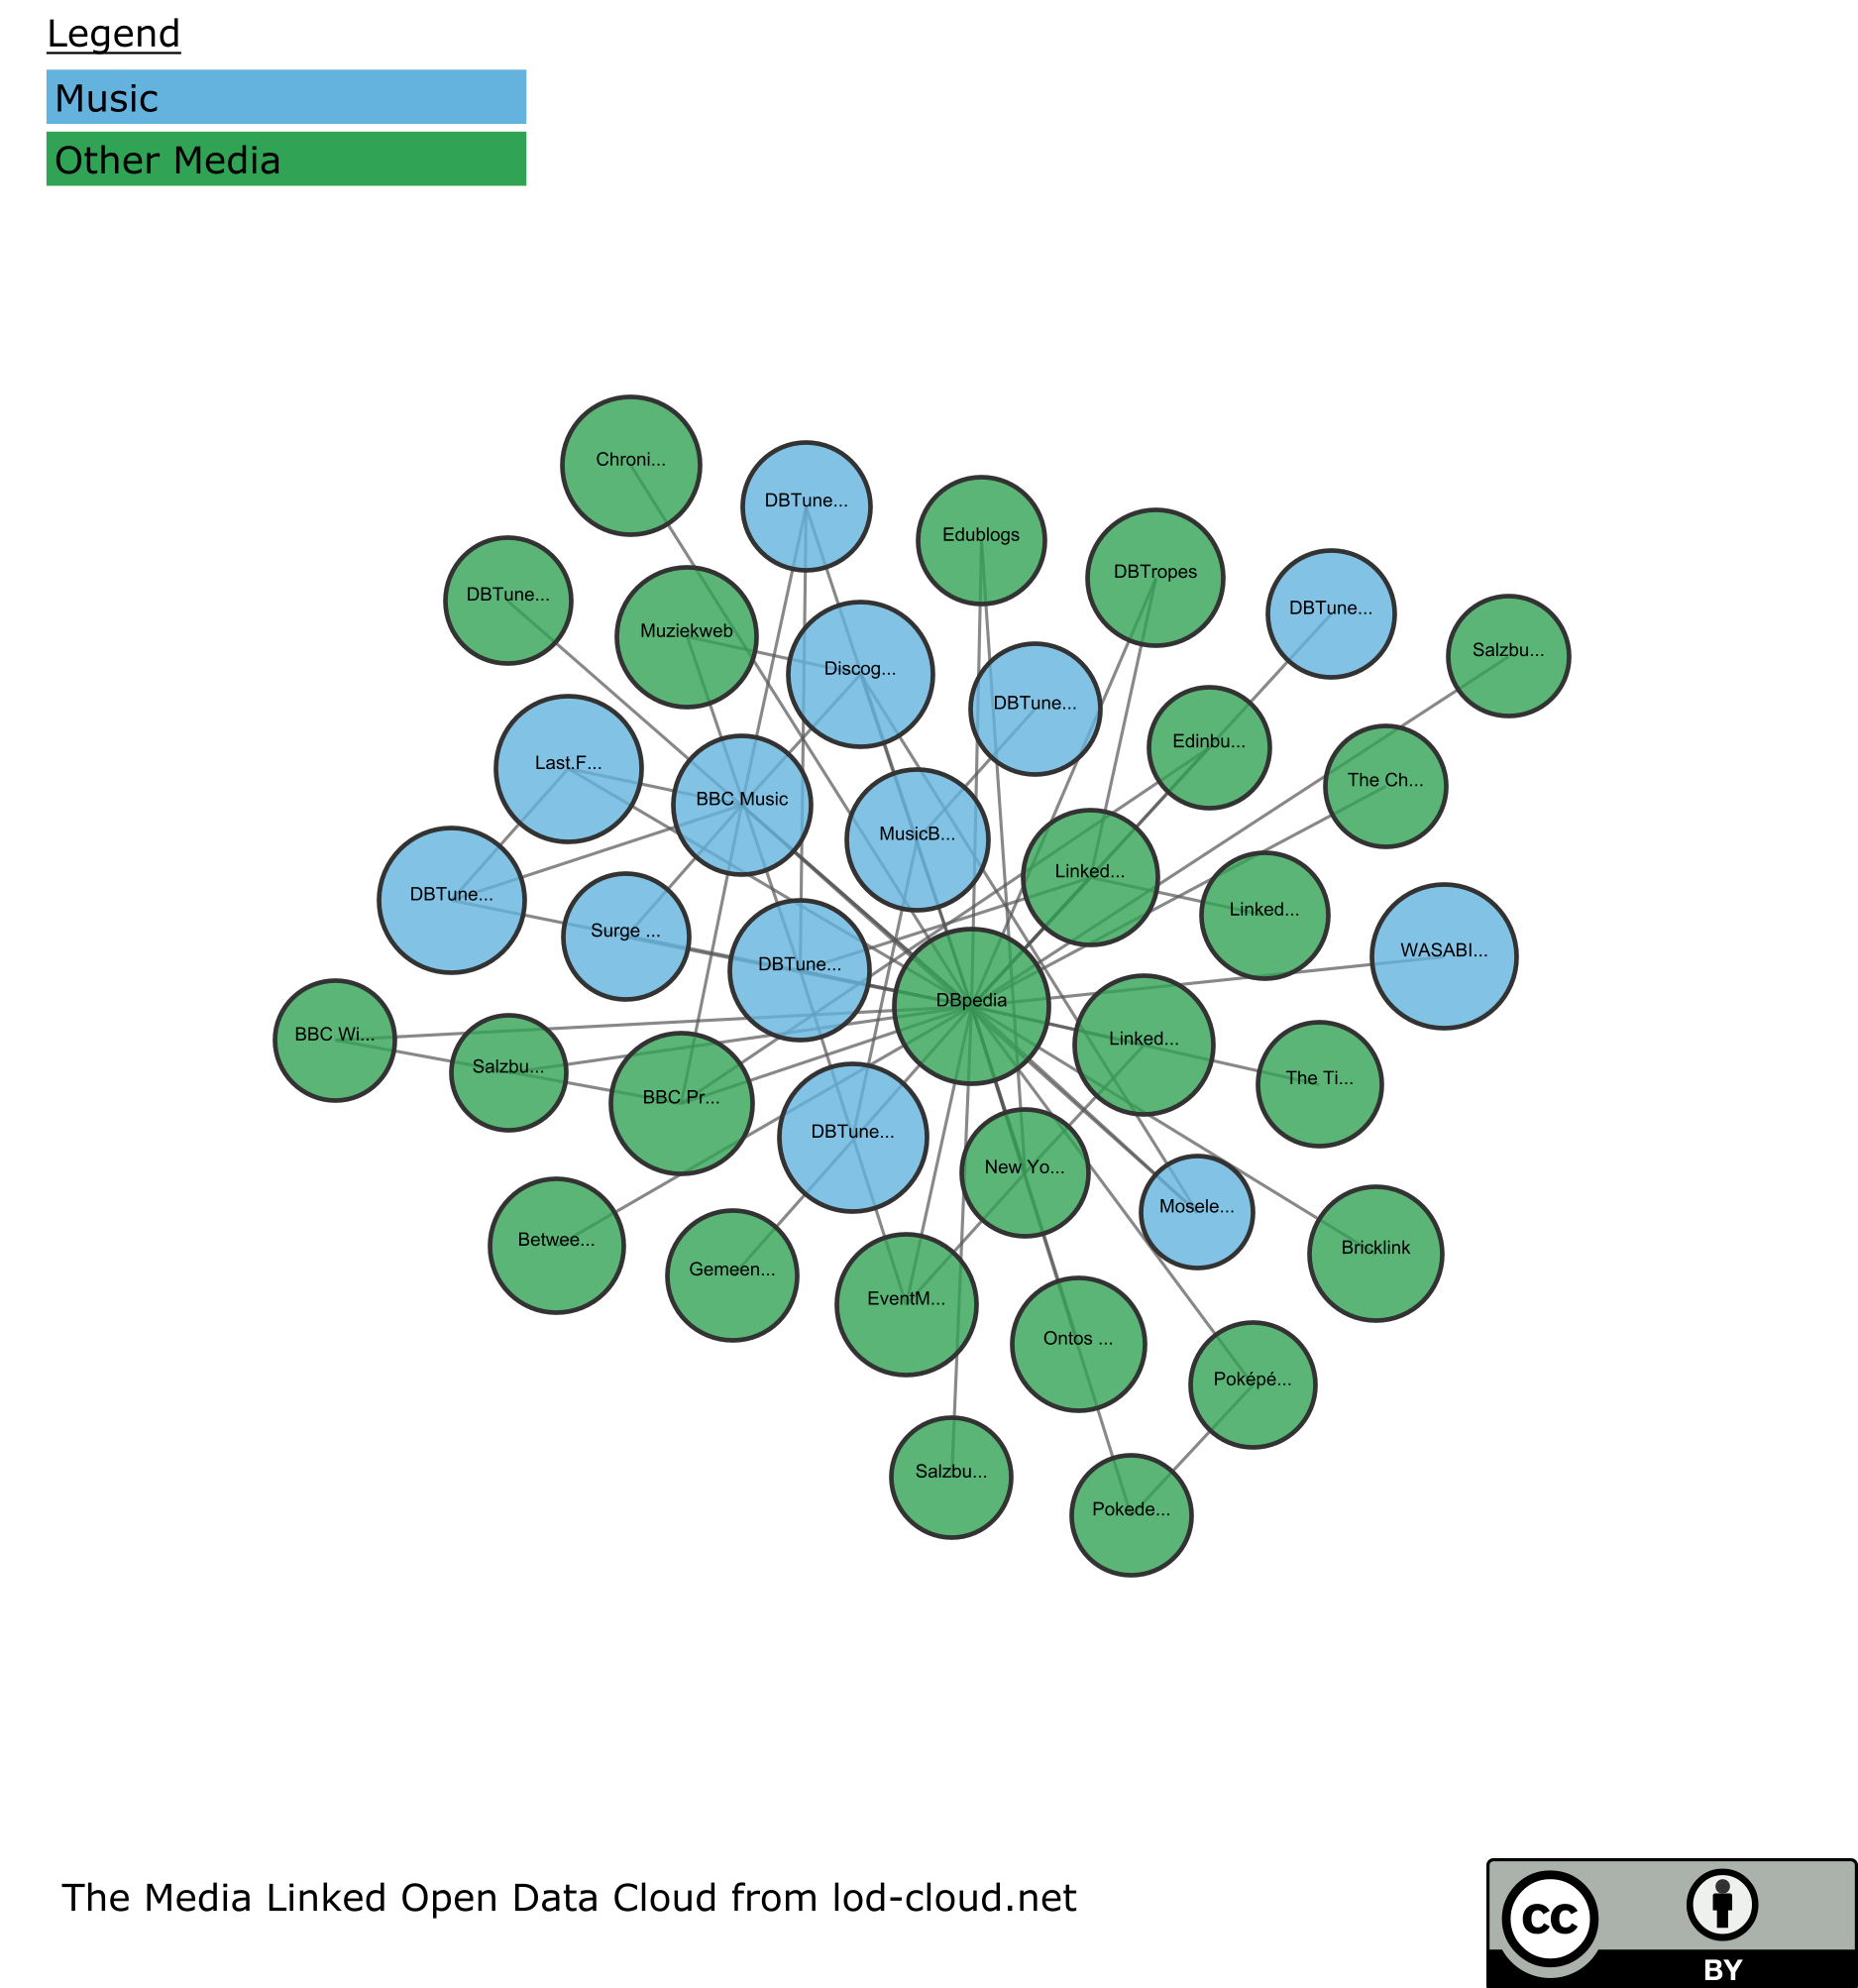 Legend
Music
Other Media
Chroni...
DBTune...
Edublogs
DBTropes
DBTune...
DBTune...
Salzbu...
Muziekweb
Discog...
DBTune...
Edinbu...
Last.F...
The Ch...
BBC Music
MusicB...
Linked...
DBTune...
Linked...
Surge ...
WASABI...
DBTune...
DBpedia
BBC Wi...
Linked...
Salzbu...
The Ti...
BBC Pr...
DBTune...
New Yo...
Mosele...
Betwee...
Bricklink
Gemeen...
EventM...
Ontos ...
Poképé...
Salzbu...
Pokede...
The Media Linked Open Data Cloud from lod-cloud.net
cc
BY